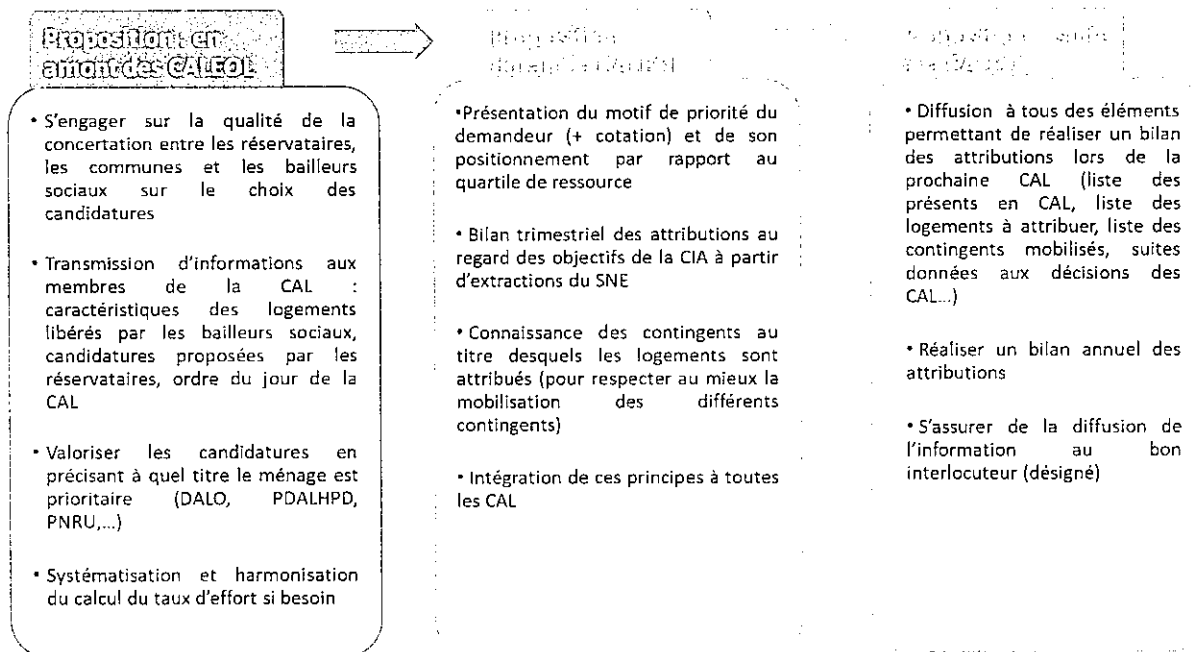 Proposition : en
amont des CALEOL
• S'engager sur la qualité de la
concertation entre les réservataires,
les communes et les bailleurs
sociaux sur le choix des
candidatures
• Transmission d'informations aux
membres de la CAL :
caractéristiques des logements
libérés par les bailleurs sociaux,
candidatures proposées par les
réservataires, ordre du jour de la
CAL
• Valoriser les candidatures en
précisant à quel titre le ménage est
prioritaire (DALO, PDALHPD,
PNRU,...)
• Systématisation et harmonisation
du calcul du taux d'effort si besoin
•Présentation du motif de priorité du
demandeur (+ cotation) et de son
positionnement par rapport au
quartile de ressource
• Bilan trimestriel des attributions au
regard des objectifs de la CIA à partir
d'extractions du SNE
• Connaissance des contingents au
titre desquels les logements sont
attribués (pour respecter au mieux la
mobilisation des différents
contingents)
• Intégration de ces principes à toutes
les CAL
• Diffusion à tous des éléments
permettant de réaliser un bilan
des attributions lors de la
prochaine CAL (liste des
présents en CAL, liste des
logements à attribuer, liste des
contingents mobilisés, suites
données aux décisions des
CAL...)
• Réaliser un bilan annuel des
attributions
• S'assurer de la diffusion de
l'information au bon
interlocuteur (désigné)